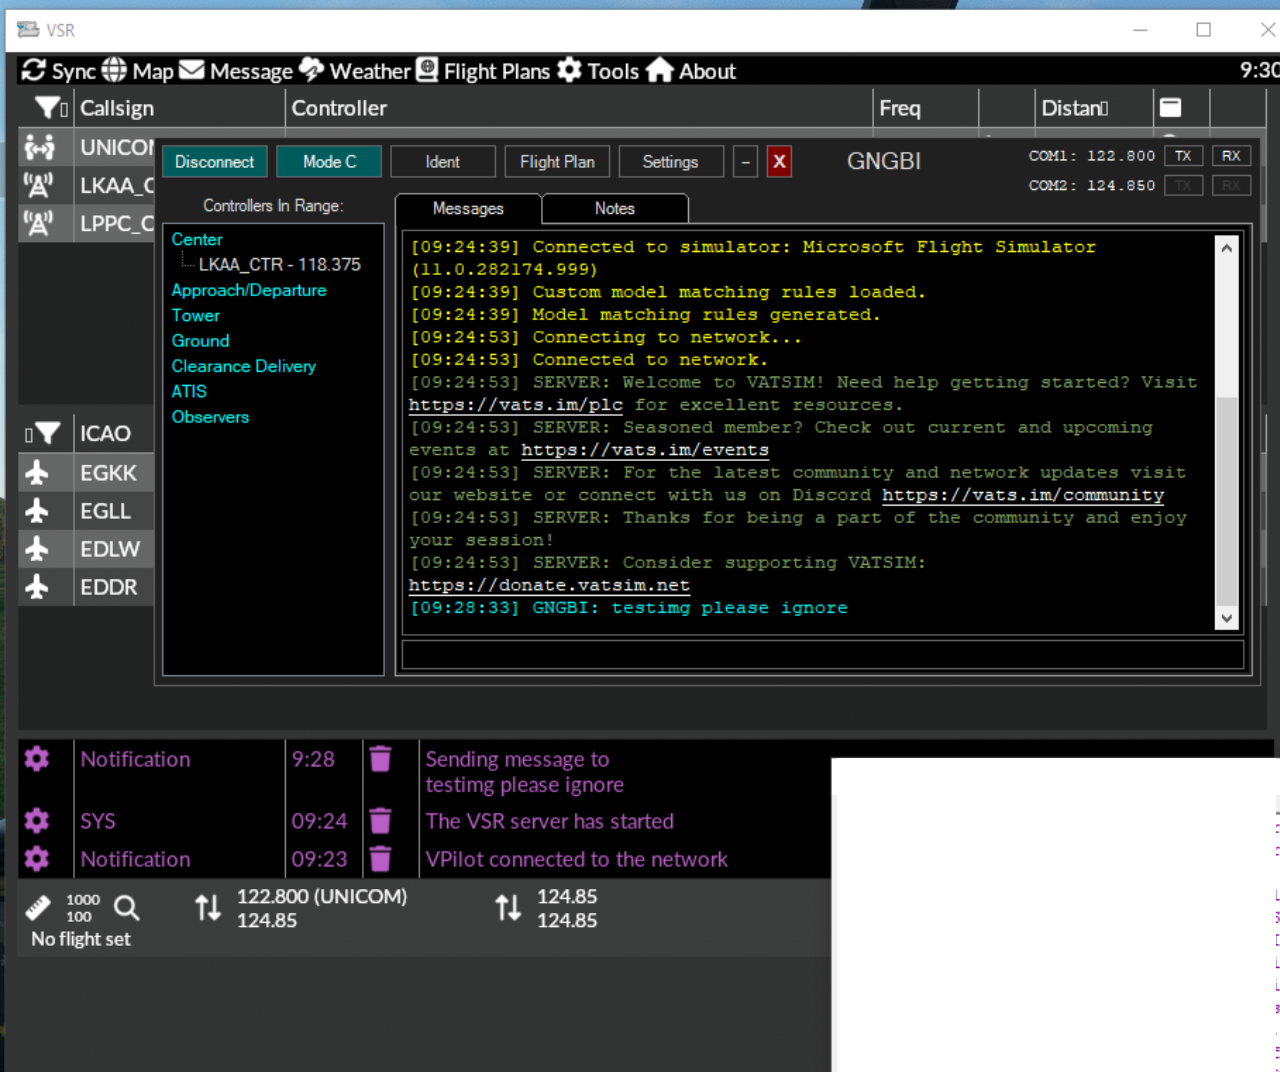 VSR
Sync Map Message Weather Flight Plans Tools About
Callsign Controller Freq
UNICO
LKAA_C
LPPC_C
Disconnect Mode C Ident Flight Plan Settings – X GNGBI
COM1: 122.800 TX RX
COM2: 124.850 TX RX
Controllers In Range:
Center
LKAA_CTR - 118.375
Approach/Departure
Tower
Ground
Clearance Delivery
ATIS
Observers
Messages Notes
[09:24:39] Connected to simulator: Microsoft Flight Simulator
(11.0.282174.999)
[09:24:39] Custom model matching rules loaded.
[09:24:39] Model matching rules generated.
[09:24:53] Connecting to network...
[09:24:53] Connected to network.
[09:24:53] SERVER: Welcome to VATSIM! Need help getting started? Visit
https://vats.im/plc for excellent resources.
[09:24:53] SERVER: Seasoned member? Check out current and upcoming
events at https://vats.im/events
[09:24:53] SERVER: For the latest community and network updates visit
our website or connect with us on Discord https://vats.im/community
[09:24:53] SERVER: Thanks for being a part of the community and enjoy
your session!
[09:24:53] SERVER: Consider supporting VATSIM:
https://donate.vatsim.net
[09:28:33] GNGBI: testimg please ignore
ICAO
EGKK
EGLL
EDLW
EDDR
Notification 9:28 Sending message to
testimg please ignore
SYS 09:24 The VSR server has started
Notification 09:23 VPilot connected to the network
1000
100
122.800 (UNICOM)
124.85
124.85
124.85
No flight set